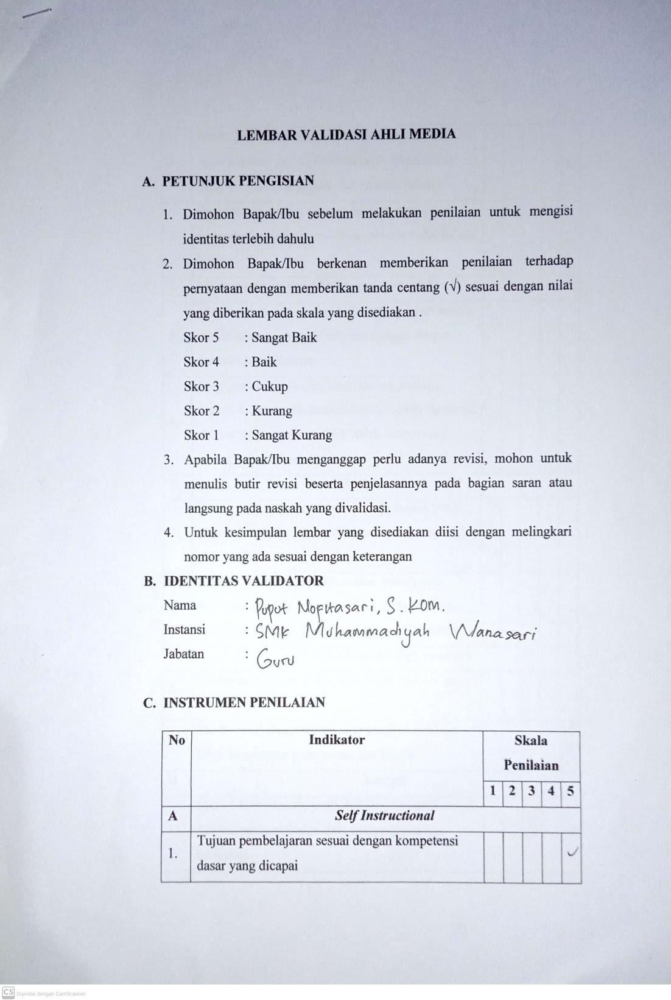 LEMBAR VALIDASI AHLI MEDIA
A. PETUNJUK PENGISIAN
1. Dimohon Bapak/Ibu sebelum melakukan penilaian untuk mengisi
identitas terlebih dahulu
2. Dimohon Bapak/Ibu berkenan memberikan penilaian terhadap
pernyataan dengan memberikan tanda centang (√) sesuai dengan nilai
yang diberikan pada skala yang disediakan .
Skor 5 : Sangat Baik
Skor 4 : Baik
Skor 3 : Cukup
Skor 2 : Kurang
Skor 1 : Sangat Kurang
3. Apabila Bapak/Ibu menganggap perlu adanya revisi, mohon untuk
menulis butir revisi beserta penjelasannya pada bagian saran atau
langsung pada naskah yang divalidasi.
4. Untuk kesimpulan lembar yang disediakan diisi dengan melingkari
nomor yang ada sesuai dengan keterangan
B. IDENTITAS VALIDATOR
Nama : Puput Nofitasari, S.KOM.
Instansi : SMK Muhammadiyah Wanasari
Jabatan : Guru
C. INSTRUMEN PENILAIAN
No Indikator Skala
Penilaian
1 2 3 4 5
A Self Instructional
1. Tujuan pembelajaran sesuai dengan kompetensi
dasar yang dicapai ✓
CS Dipindai dengan CamScanner